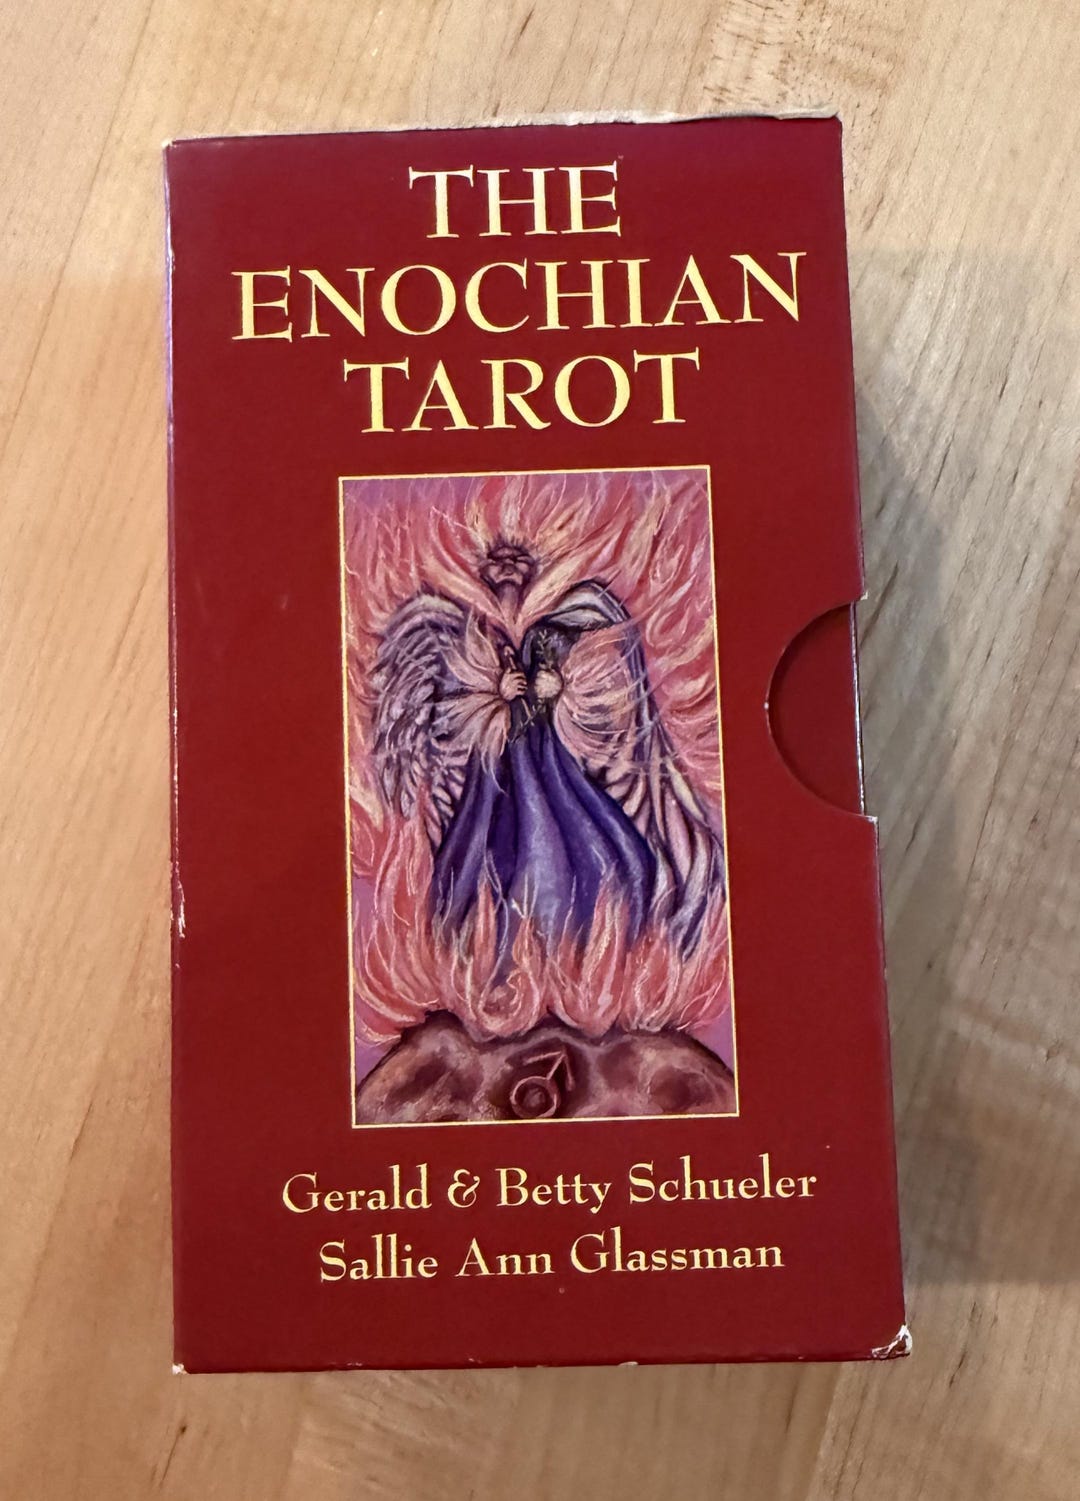 THE
ENOCHIAN
TAROT
Gerald & Betty Schueler
Sallie Ann Glassman